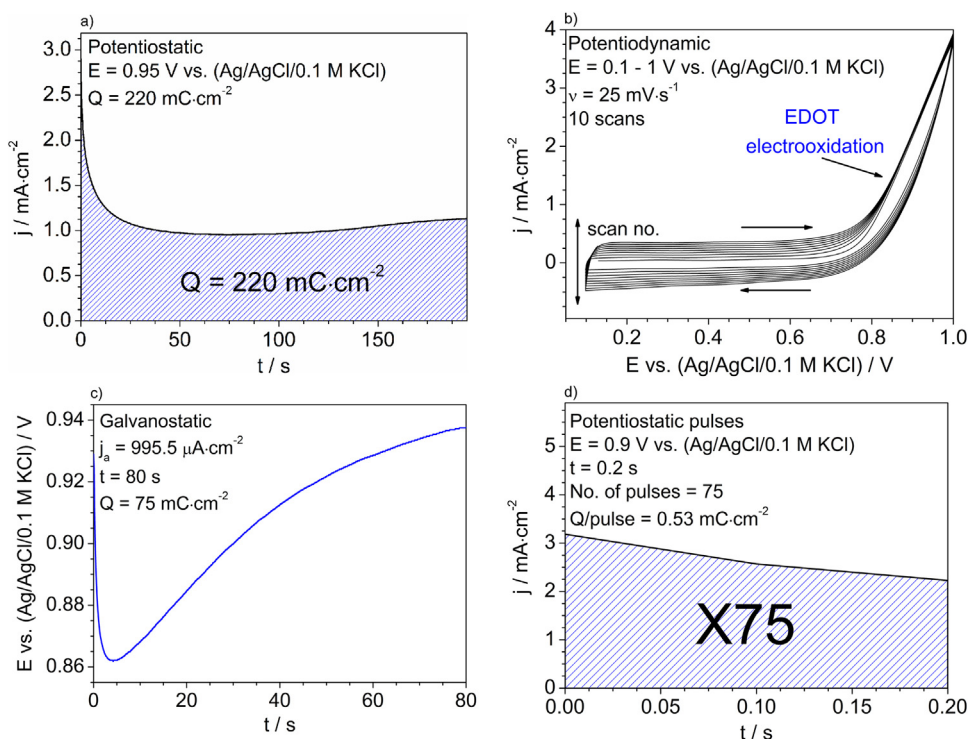 a)
Potentiostatic
E = 0.95 V vs. (Ag/AgCl/0.1 M KCl)
Q = 220 mC·cm⁻²
Q = 220 mC·cm⁻²
j / mA·cm⁻²
3.0
2.5
2.0
1.5
1.0
0.5
0.0
0 50 100 150
t / s
b)
Potentiodynamic
E = 0.1 - 1 V vs. (Ag/AgCl/0.1 M KCl)
ν = 25 mV·s⁻¹
10 scans
EDOT
electrooxidation
scan no.
j / mA·cm⁻²
4
3
2
1
0
0.2 0.4 0.6 0.8 1.0
E vs. (Ag/AgCl/0.1 M KCl) / V
c)
Galvanostatic
jₐ = 995.5 μA·cm⁻²
t = 80 s
Q = 75 mC·cm⁻²
E vs. (Ag/AgCl/0.1 M KCl) / V
0.94
0.92
0.90
0.88
0.86
0 20 40 60 80
t / s
d)
Potentiostatic pulses
E = 0.9 V vs. (Ag/AgCl/0.1 M KCl)
t = 0.2 s
No. of pulses = 75
Q/pulse = 0.53 mC·cm⁻²
X75
j / mA·cm⁻²
5
4
3
2
1
0
0.00 0.05 0.10 0.15 0.20
t / s